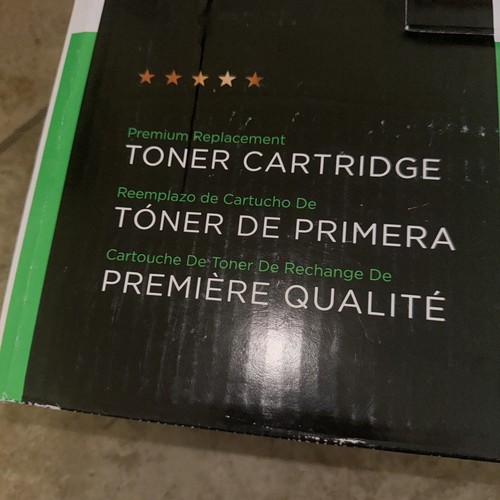 Premium Replacement
TONER CARTRIDGE
Reemplazo de Cartucho De
TÓNER DE PRIMERA
Cartouche De Toner De Rechange De
PREMIÈRE QUALITÉ